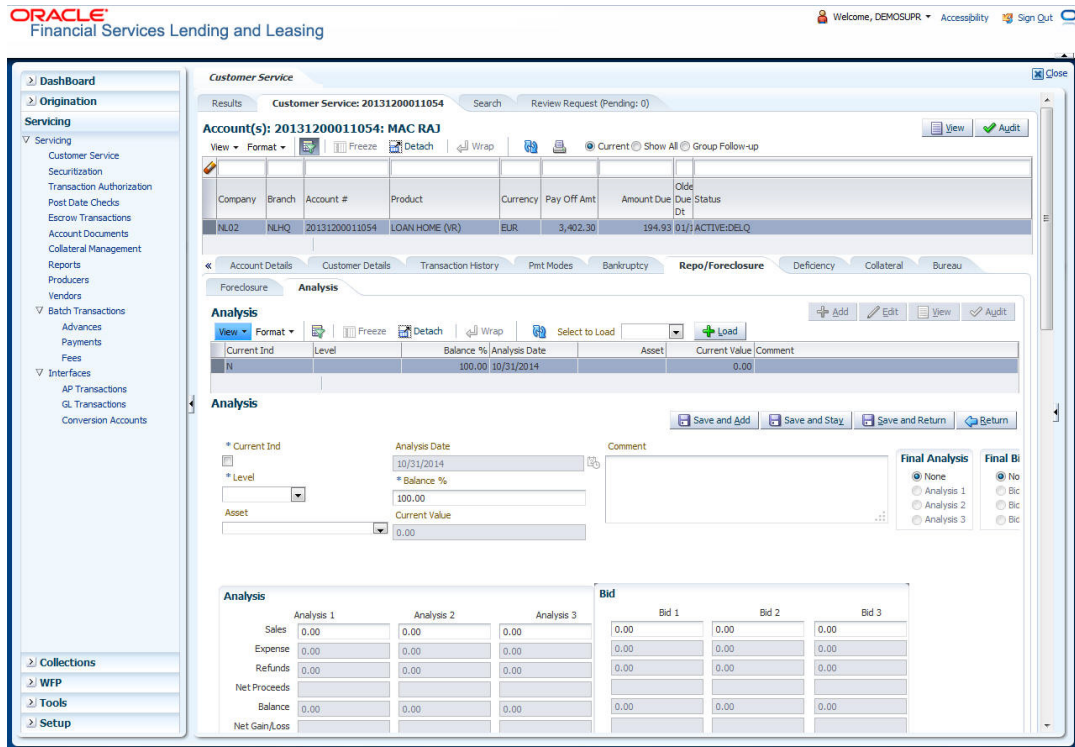 ORACLE
Financial Services Lending and Leasing
Welcome, DEMOSUPR Accessibility Sign Out
Close
DashBoard
Origination
Servicing
Servicing
Customer Service
Securitization
Transaction Authorization
Post Date Checks
Escrow Transactions
Account Documents
Collateral Management
Reports
Producers
Vendors
Batch Transactions
Advances
Payments
Fees
Interfaces
AP Transactions
GL Transactions
Conversion Accounts
Collections
WFP
Tools
Setup
Customer Service
Results Customer Service: 20131200011054 Search Review Request (Pending: 0)
Account(s): 20131200011054: MAC RAJ
View Audit
View Format Freeze Detach Wrap Current Show All Group Follow-up
Company Branch Account # Product Currency Pay Off Amt Amount Due Olde Due Dt Status
NL02 NLHQ 20131200011054 LOAN HOME (VR) EUR 3,402.30 194.93 01/1 ACTIVE:DELQ
« Account Details Customer Details Transaction History Pmt Modes Bankruptcy Repo/Foreclosure Deficiency Collateral Bureau
Foreclosure Analysis
Analysis
Add Edit View Audit
View Format Freeze Detach Wrap Select to Load Load
Current Ind Level Balance % Analysis Date Asset Current Value Comment
N 100.00 10/31/2014 0.00
Analysis
Save and Add Save and Stay Save and Return Return
* Current Ind Analysis Date Comment
10/31/2014
Final Analysis Final Bi
* Level * Balance %
None No
100.00
Analysis 1 Bic
Asset Current Value
Analysis 2 Bic
0.00
Analysis 3 Bic
Analysis Bid
Analysis 1 Analysis 2 Analysis 3 Bid 1 Bid 2 Bid 3
Sales 0.00 0.00 0.00 0.00 0.00 0.00
Expense 0.00 0.00 0.00 0.00 0.00 0.00
Refunds 0.00 0.00 0.00 0.00 0.00 0.00
Net Proceeds
Balance 0.00 0.00 0.00 0.00 0.00 0.00
Net Gain/Loss